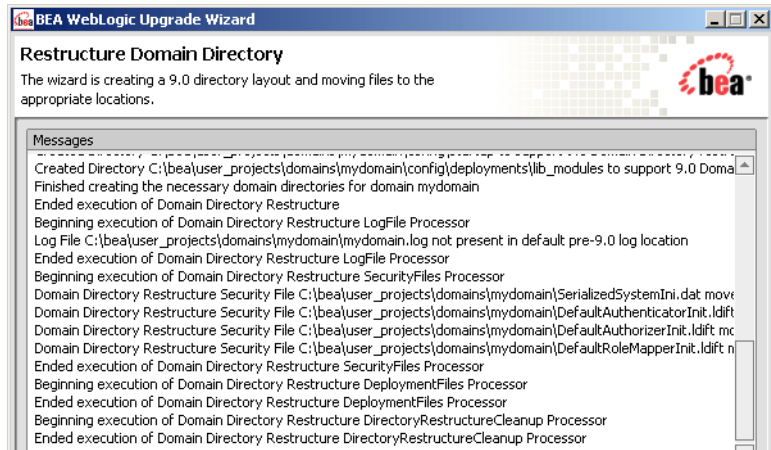 BEA WebLogic Upgrade Wizard
Restructure Domain Directory
The wizard is creating a 9.0 directory layout and moving files to the
appropriate locations.
bea
Messages
Created Directory C:\bea\user_projects\domains\mydomain\config\deployments\lib_modules to support 9.0 Doma
Finished creating the necessary domain directories for domain mydomain
Ended execution of Domain Directory Restructure
Beginning execution of Domain Directory Restructure LogFile Processor
Log File C:\bea\user_projects\domains\mydomain\mydomain.log not present in default pre-9.0 log location
Ended execution of Domain Directory Restructure LogFile Processor
Beginning execution of Domain Directory Restructure SecurityFiles Processor
Domain Directory Restructure Security File C:\bea\user_projects\domains\mydomain\SerializedSystemIni.dat move
Domain Directory Restructure Security File C:\bea\user_projects\domains\mydomain\DefaultAuthenticatorInit.ldift
Domain Directory Restructure Security File C:\bea\user_projects\domains\mydomain\DefaultAuthorizerInit.ldift mo
Domain Directory Restructure Security File C:\bea\user_projects\domains\mydomain\DefaultRoleMapperInit.ldift
Ended execution of Domain Directory Restructure SecurityFiles Processor
Beginning execution of Domain Directory Restructure DeploymentFiles Processor
Ended execution of Domain Directory Restructure DeploymentFiles Processor
Beginning execution of Domain Directory Restructure DirectoryRestructureCleanup Processor
Ended execution of Domain Directory Restructure DirectoryRestructureCleanup Processor